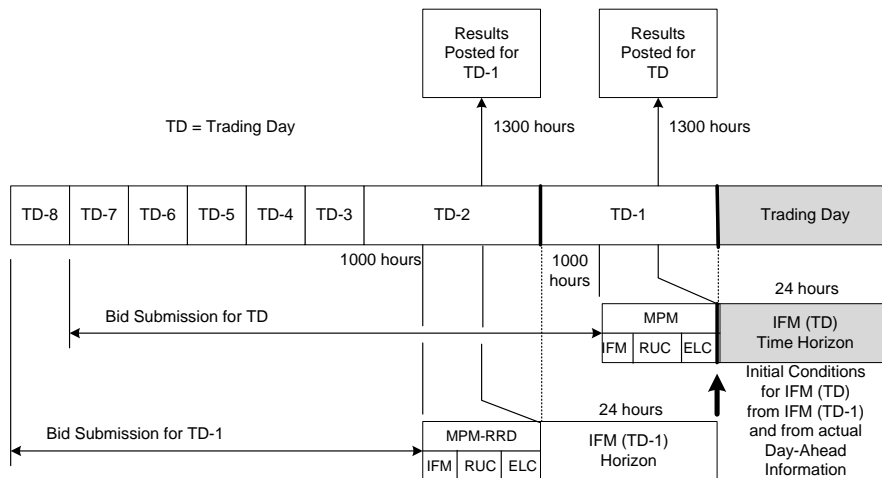 Results
Posted for
TD-1
Results
Posted for
TD
TD = Trading Day
1300 hours
1300 hours
TD-8
TD-7
TD-6
TD-5
TD-4
TD-3
TD-2
TD-1
Trading Day
1000 hours
1000
hours
24 hours
Bid Submission for TD
MPM
IFM
RUC
ELC
IFM (TD)
Time Horizon
Initial Conditions
for IFM (TD)
from IFM (TD-1)
and from actual
Day-Ahead
Information
24 hours
Bid Submission for TD-1
MPM-RRD
IFM
RUC
ELC
IFM (TD-1)
Horizon